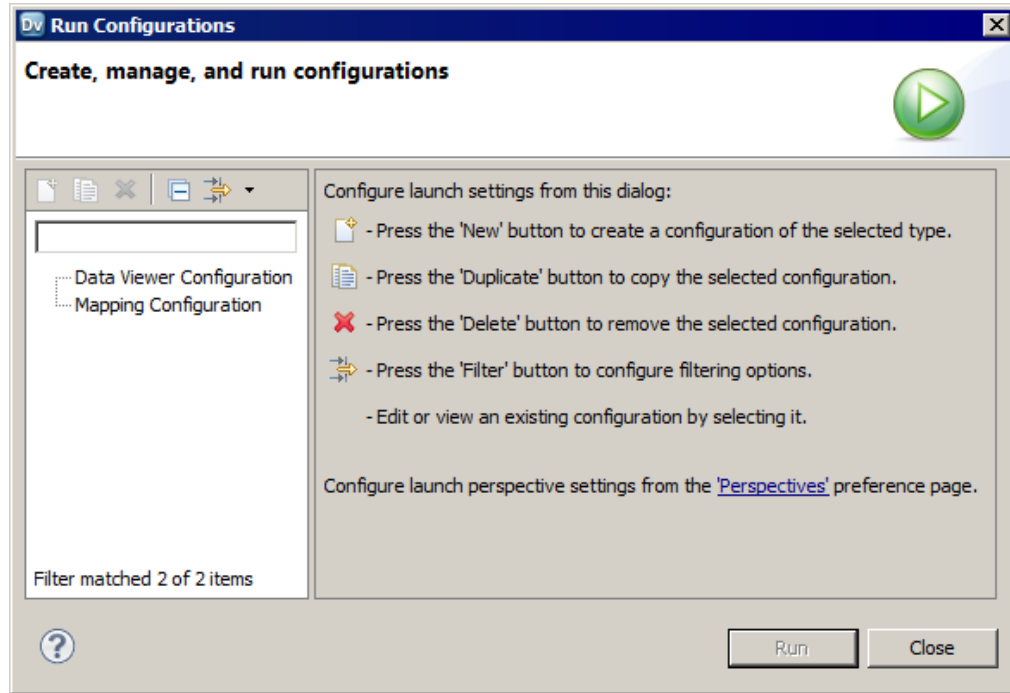 Dv Run Configurations
Create, manage, and run configurations
Configure launch settings from this dialog:
- Press the 'New' button to create a configuration of the selected type.
- Press the 'Duplicate' button to copy the selected configuration.
- Press the 'Delete' button to remove the selected configuration.
- Press the 'Filter' button to configure filtering options.
- Edit or view an existing configuration by selecting it.
Configure launch perspective settings from the 'Perspectives' preference page.
Data Viewer Configuration
Mapping Configuration
Filter matched 2 of 2 items
?
Run
Close